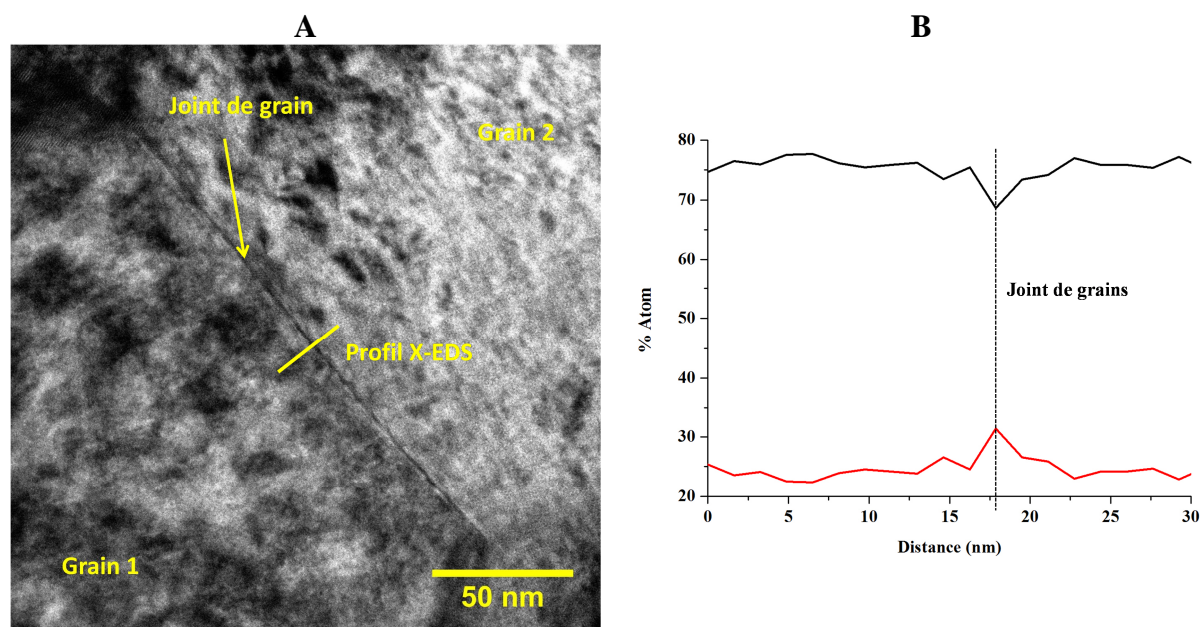 A
B
Joint de grain
Grain 2
Profil X-EDS
Grain 1
50 nm
% Atom
80
70
60
50
40
30
20
Joint de grains
0
5
10
15
20
25
30
Distance (nm)